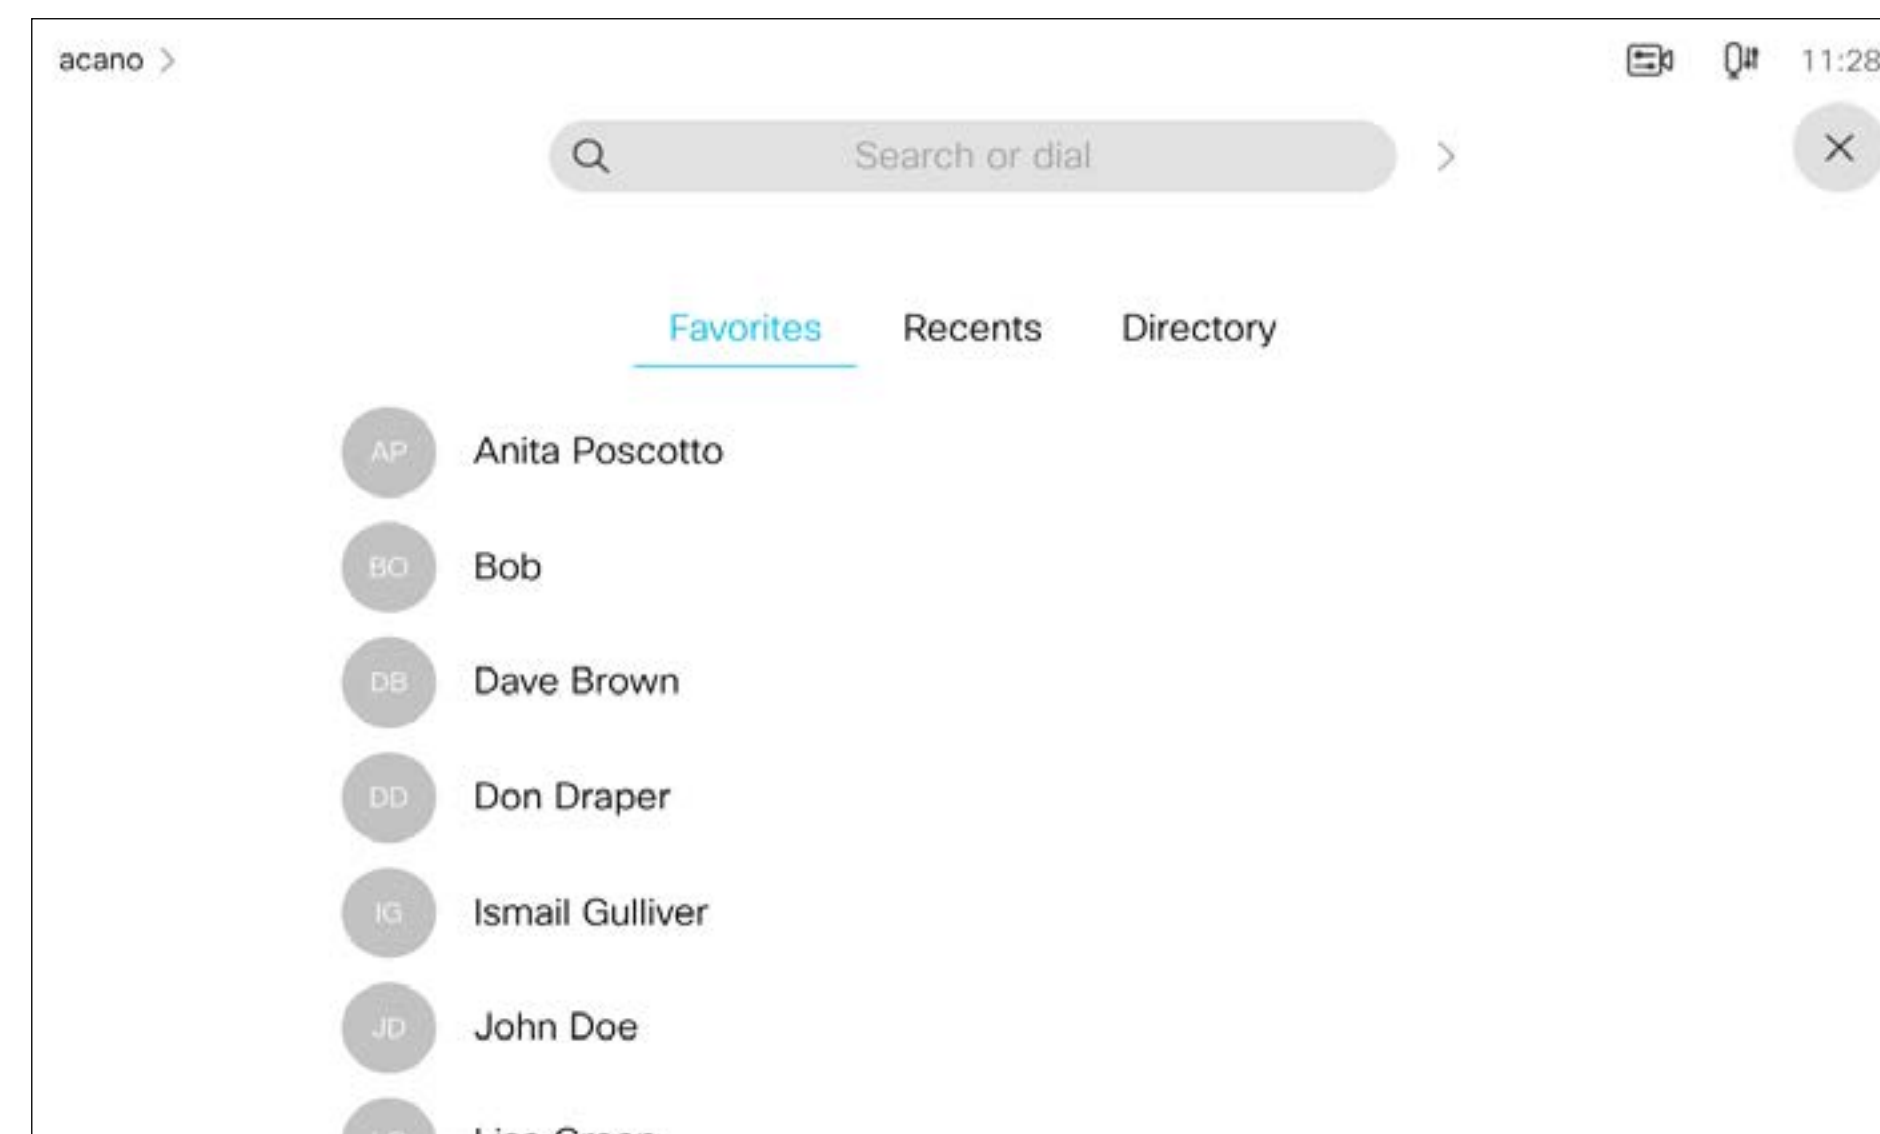 acano
11:28
Search or dial
Favorites Recents Directory
AP Anita Poscotto
BO Bob
DB Dave Brown
DD Don Draper
IG Ismail Gulliver
JD John Doe